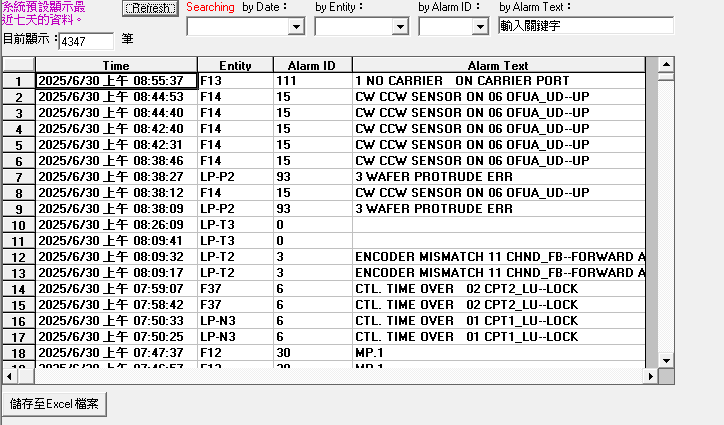 系統預設顯示最
近七天的資料。
Refresh
Searching by Date： by Entity： by Alarm ID： by Alarm Text：
輸入關鍵字
目前顯示： 4347 筆
Time Entity Alarm ID Alarm Text
1 2025/6/30 上午 08:55:37 F13 111 1 NO CARRIER ON CARRIER PORT
2 2025/6/30 上午 08:44:53 F14 15 CW CCW SENSOR ON 06 OFUA_UD--UP
3 2025/6/30 上午 08:44:40 F14 15 CW CCW SENSOR ON 06 OFUA_UD--UP
4 2025/6/30 上午 08:42:40 F14 15 CW CCW SENSOR ON 06 OFUA_UD--UP
5 2025/6/30 上午 08:42:31 F14 15 CW CCW SENSOR ON 06 OFUA_UD--UP
6 2025/6/30 上午 08:38:46 F14 15 CW CCW SENSOR ON 06 OFUA_UD--UP
7 2025/6/30 上午 08:38:27 LP-P2 93 3 WAFER PROTRUDE ERR
8 2025/6/30 上午 08:38:12 F14 15 CW CCW SENSOR ON 06 OFUA_UD--UP
9 2025/6/30 上午 08:38:09 LP-P2 93 3 WAFER PROTRUDE ERR
10 2025/6/30 上午 08:26:09 LP-T3 0
11 2025/6/30 上午 08:09:41 LP-T3 0
12 2025/6/30 上午 08:09:32 LP-T2 3 ENCODER MISMATCH 11 CHND_FB--FORWARD A
13 2025/6/30 上午 08:09:17 LP-T2 3 ENCODER MISMATCH 11 CHND_FB--FORWARD A
14 2025/6/30 上午 07:59:07 F37 6 CTL. TIME OVER 02 CPT2_LU--LOCK
15 2025/6/30 上午 07:58:42 F37 6 CTL. TIME OVER 02 CPT2_LU--LOCK
16 2025/6/30 上午 07:50:33 LP-N3 6 CTL. TIME OVER 01 CPT1_LU--LOCK
17 2025/6/30 上午 07:50:25 LP-N3 6 CTL. TIME OVER 01 CPT1_LU--LOCK
18 2025/6/30 上午 07:47:37 F12 30 MP.1
儲存至Excel檔案